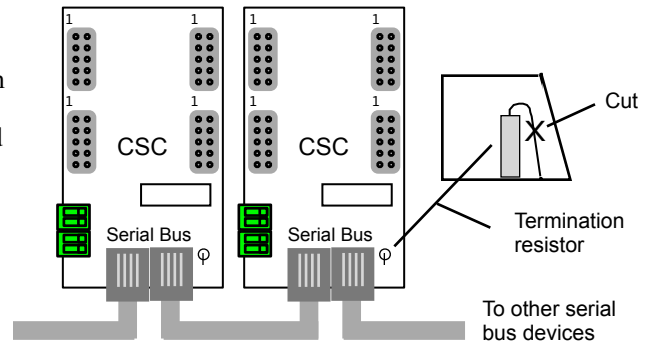 1 1 1 1
Cut
1 1 1 1
CSC CSC
Serial Bus Serial Bus
Termination
resistor
To other serial
bus devices